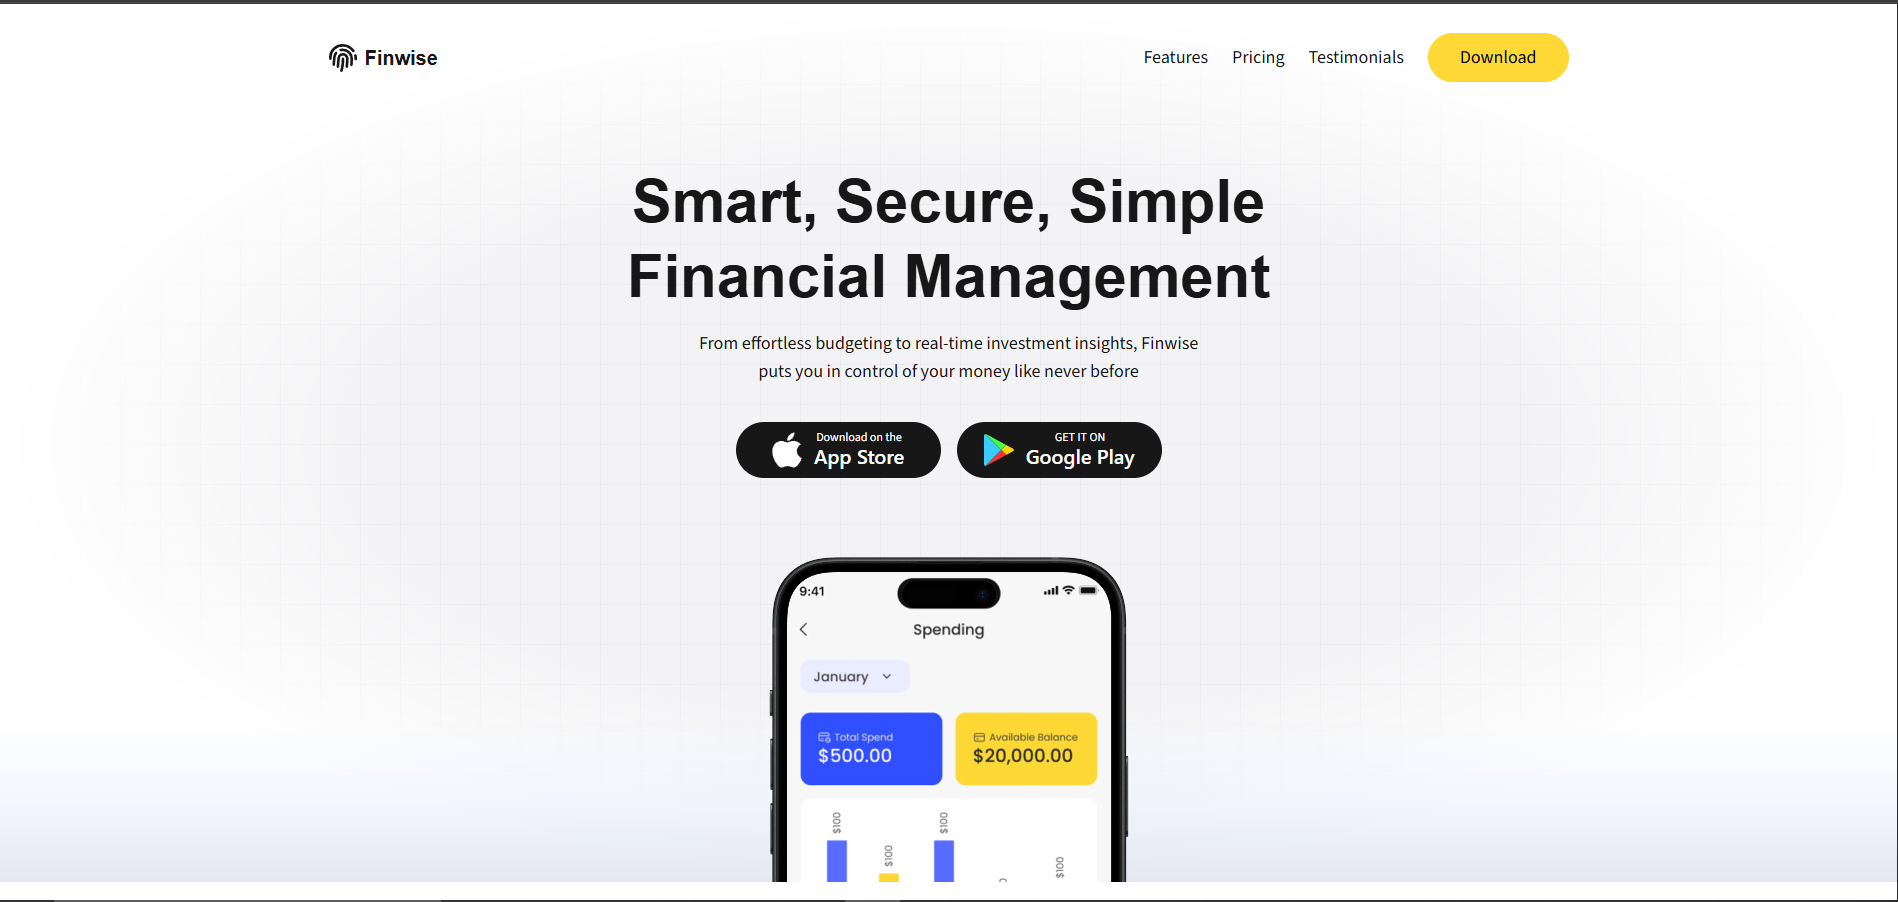 Finwise
Features Pricing Testimonials Download
Smart, Secure, Simple
Financial Management
From effortless budgeting to real-time investment insights, Finwise
puts you in control of your money like never before
Download on the
App Store
GET IT ON
Google Play
9:41
Spending
January
Total Spend
$500.00
Available Balance
$20,000.00
$100
$100
$100
$100